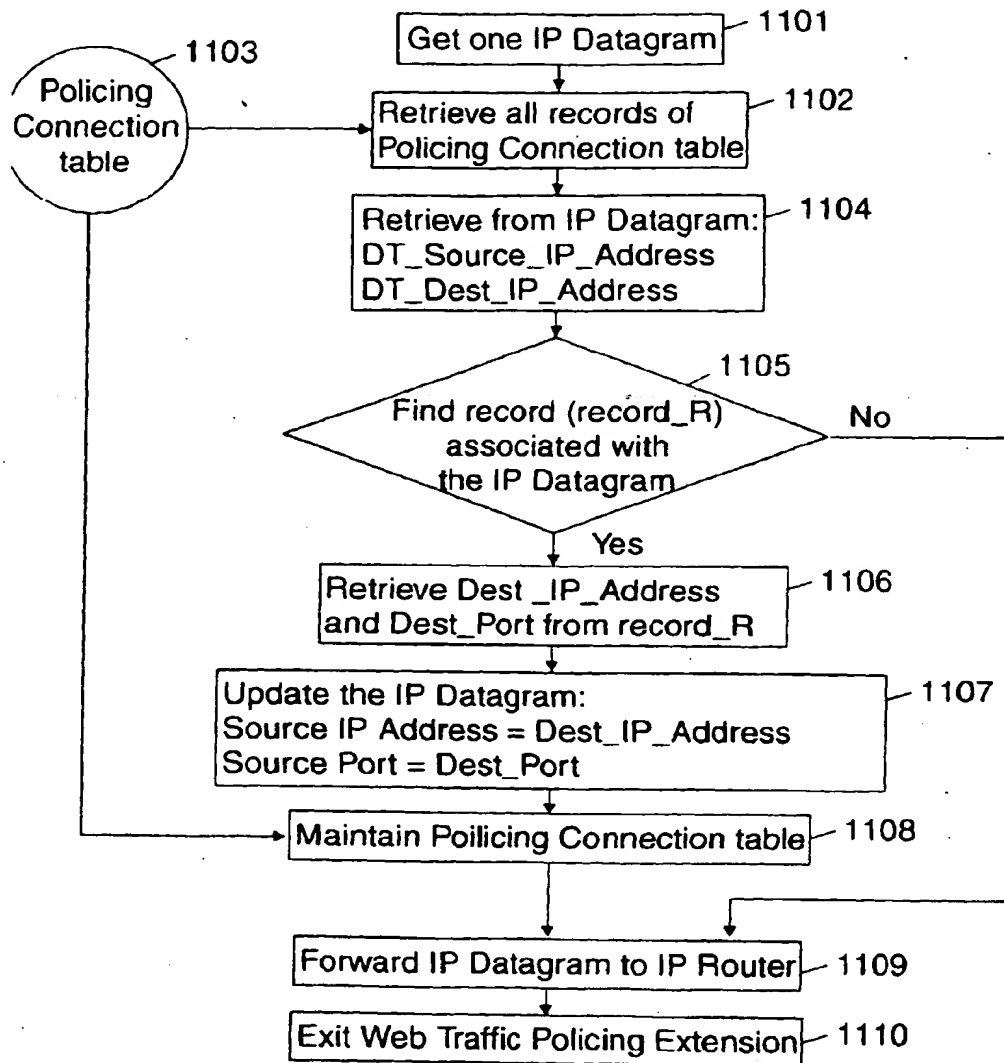 1101
Get one IP Datagram
1103
Policing
Connection
table
1102
Retrieve all records of
Policing Connection table
1104
Retrieve from IP Datagram:
DT_Source_IP_Address
DT_Dest_IP_Address
1105
Find record (record_R)
associated with
the IP Datagram
No
Yes
1106
Retrieve Dest _IP_Address
and Dest_Port from record_R
1107
Update the IP Datagram:
Source IP Address = Dest_IP_Address
Source Port = Dest_Port
Maintain Poilicing Connection table
1108
Forward IP Datagram to IP Router
1109
Exit Web Traffic Policing Extension
1110